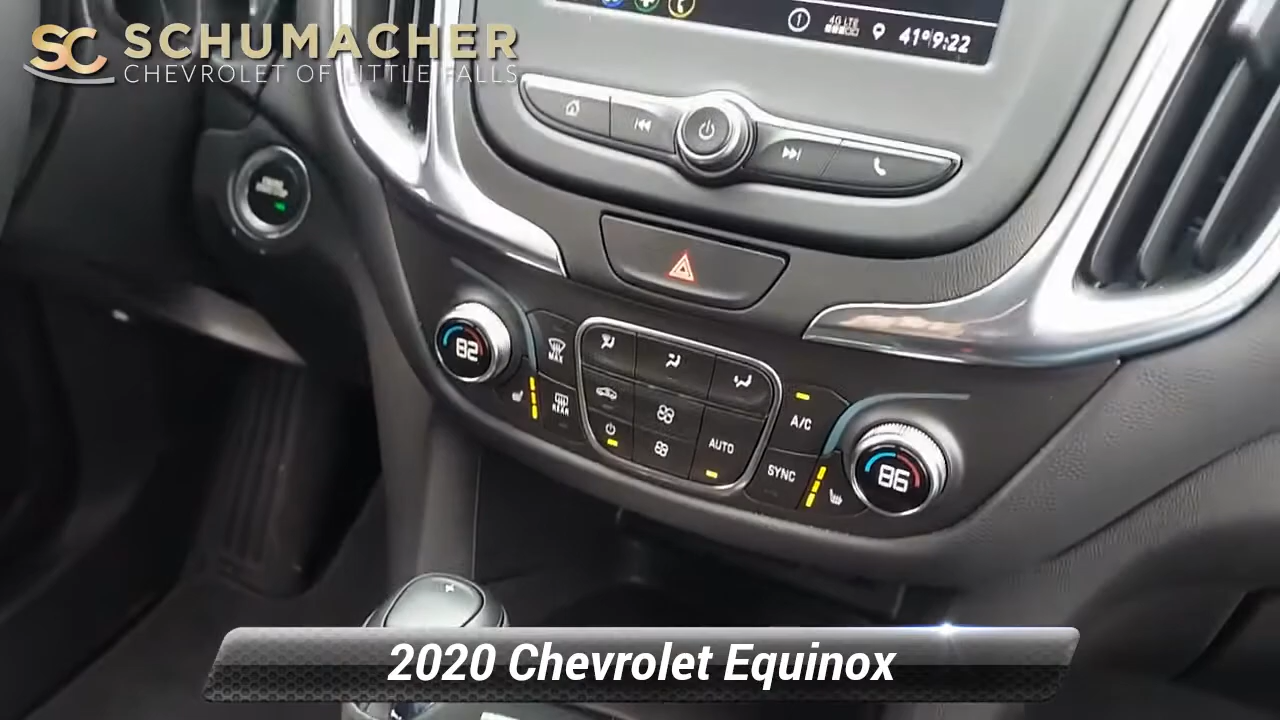 SC SCHUMACHER
CHEVROLET OF LITTLE FALLS
4G LTE
41° 9:22
82
MAX
REAR
AUTO
A/C
SYNC
86
2020 Chevrolet Equinox